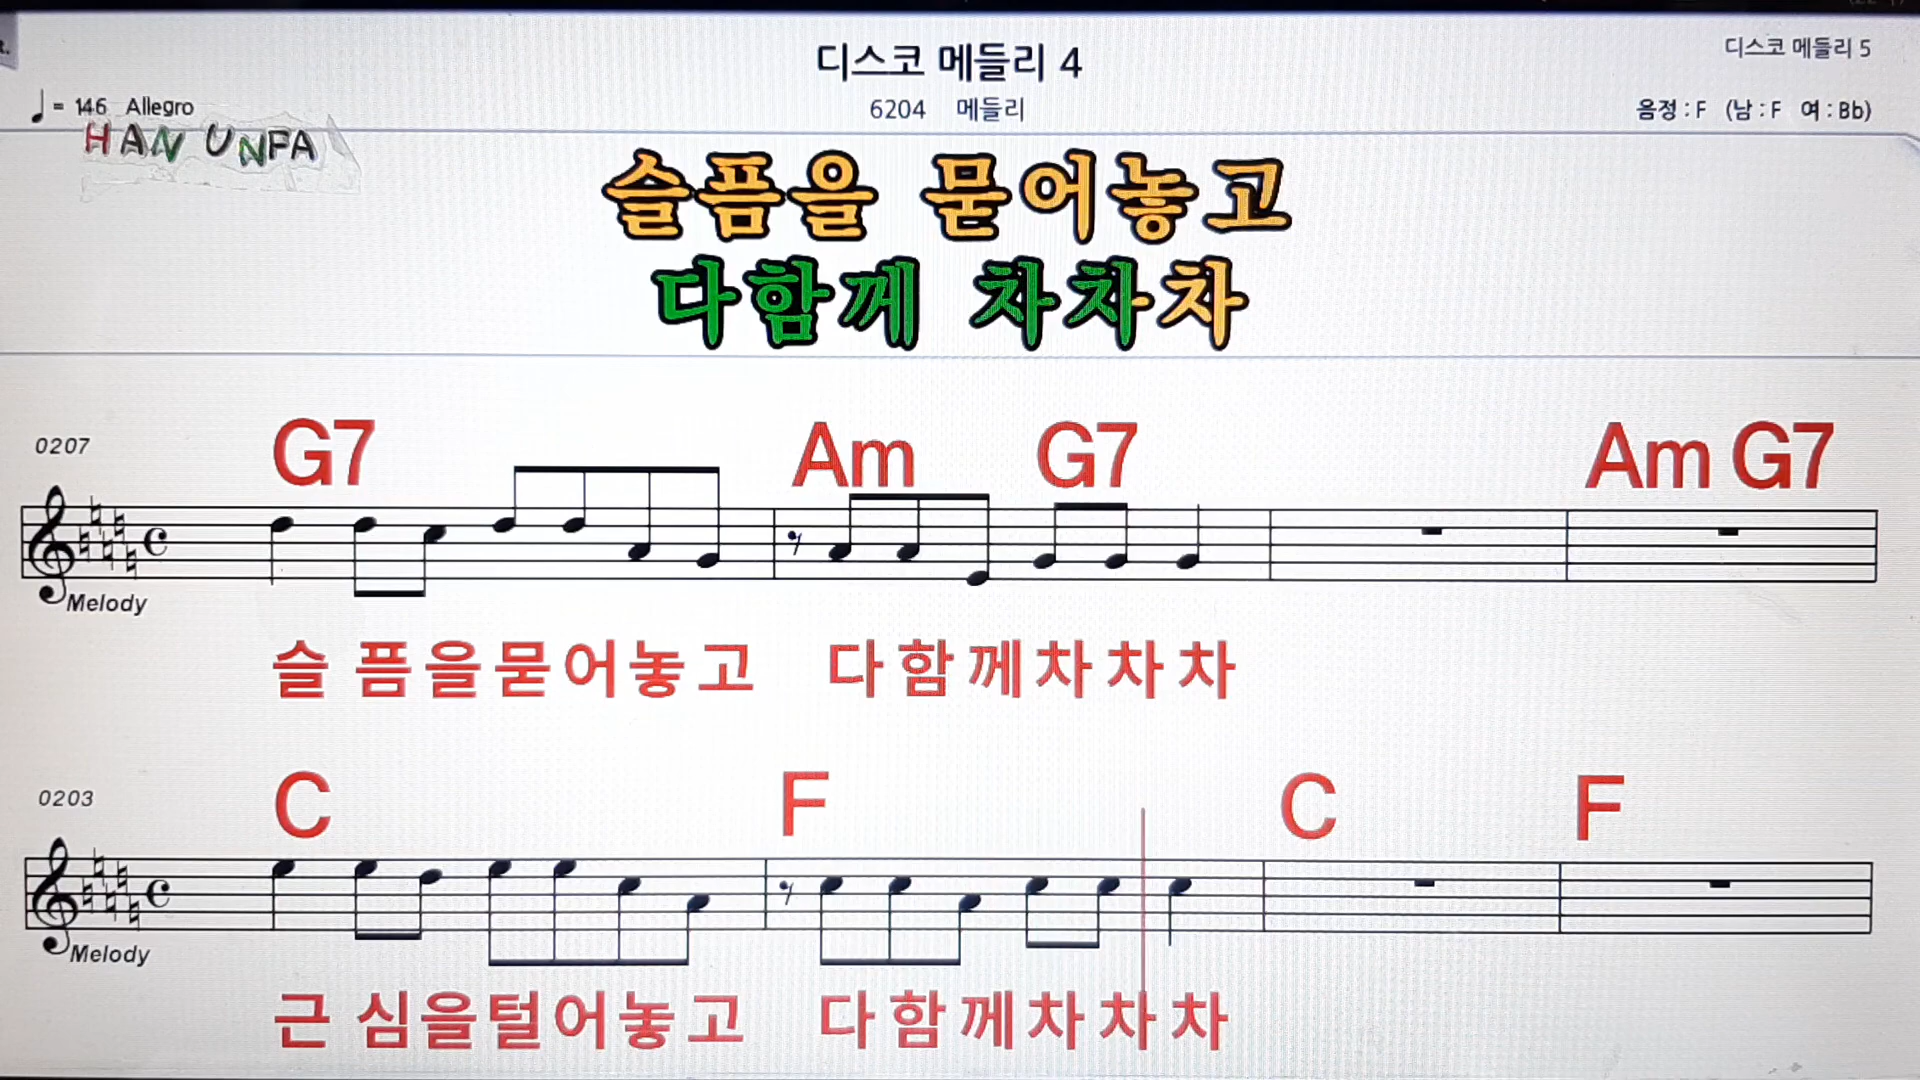 디스코 메들리 4
디스코 메들리 5
= 146 Allegro
6204 메들리
음정 : F (남 : F 여 : Bb)
HAN UNFA
슬픔을 묻어놓고
다함께 차차차
0207
G7 Am G7 Am G7
Melody
슬 픔을묻어놓고 다함께차차차
0203
C F C F
Melody
근 심을털어놓고 다함께차차차